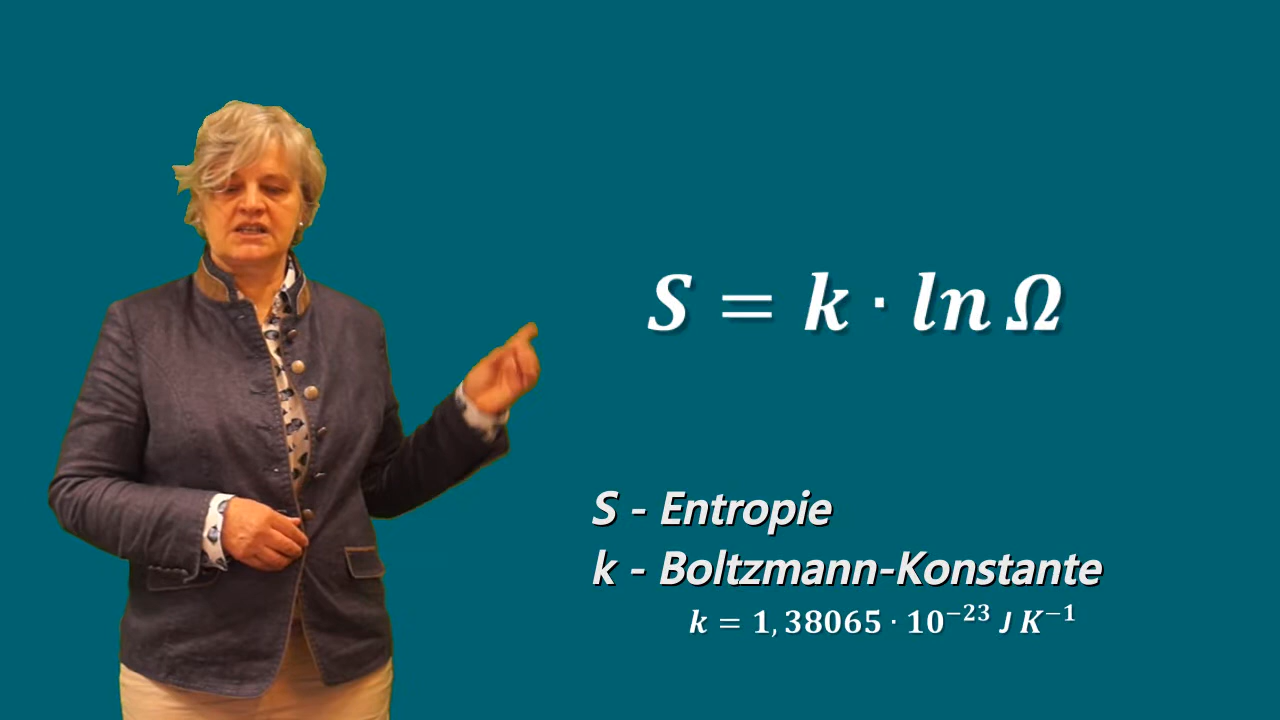 S = k · ln Ω
S - Entropie
k - Boltzmann-Konstante
k = 1,38065 · 10⁻²³ J K⁻¹